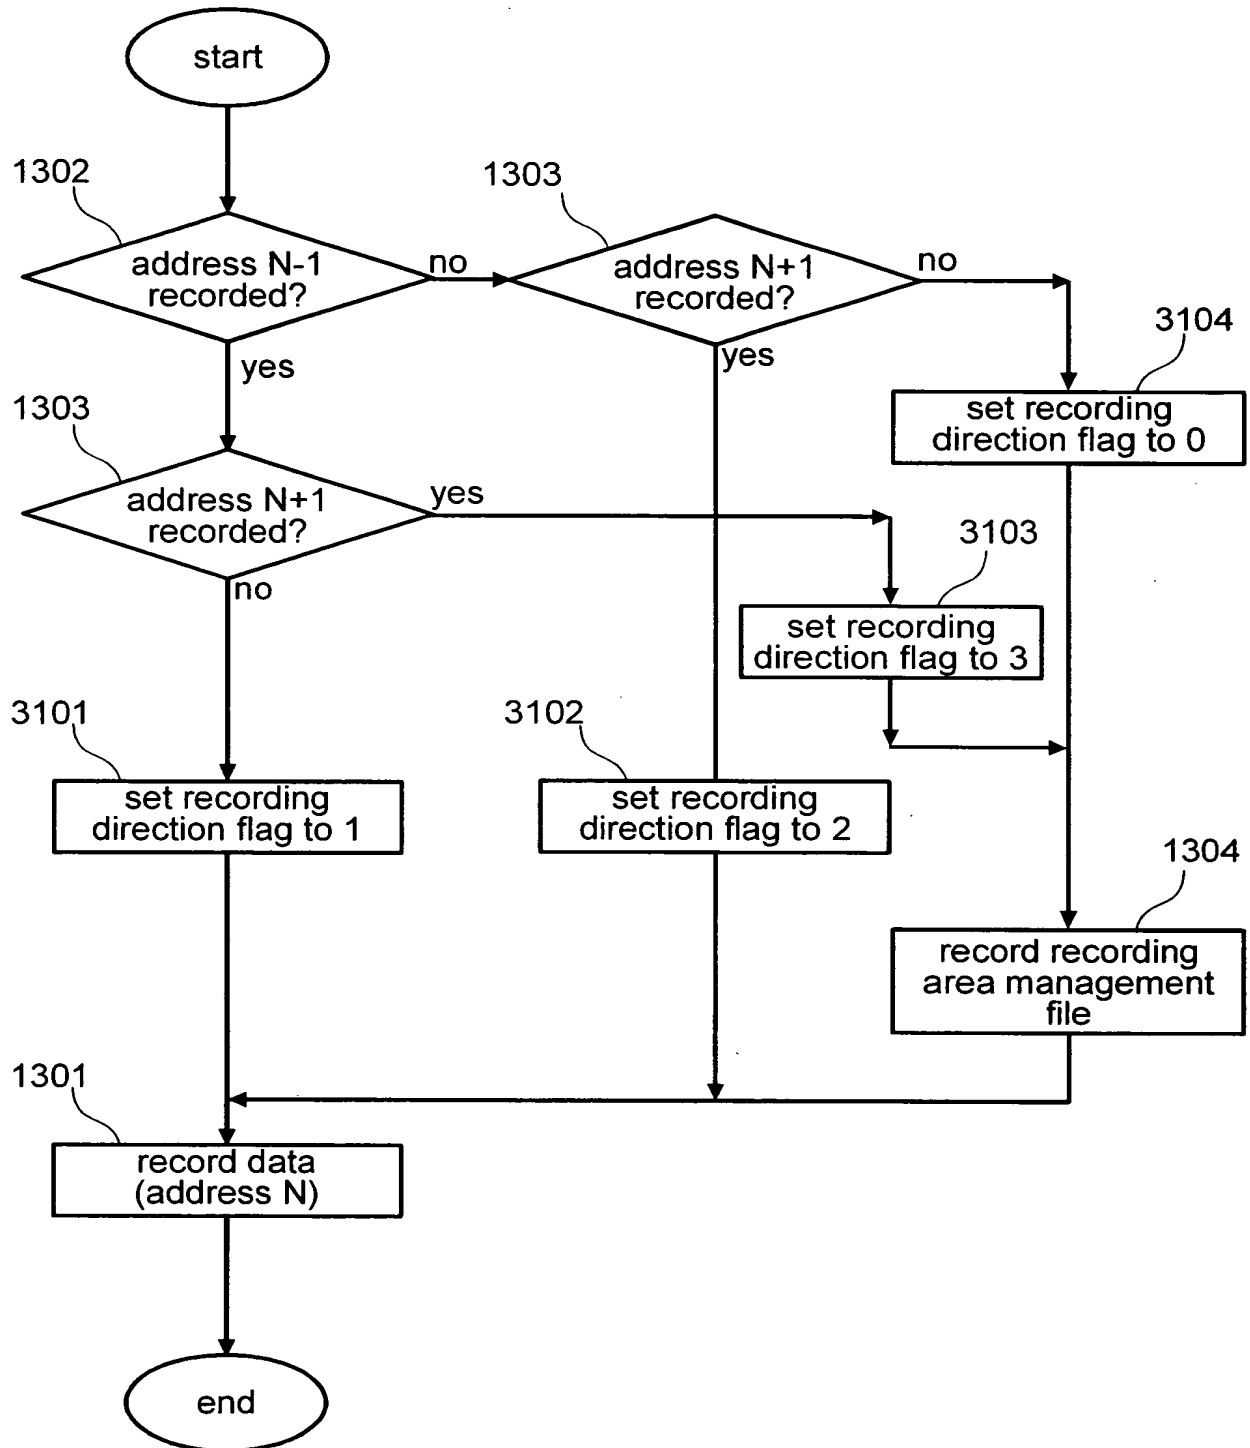 start
1302
address N-1
recorded?
no
1303
address N+1
recorded?
no
yes
yes
3104
set recording
direction flag to 0
1303
address N+1
recorded?
yes
no
3103
set recording
direction flag to 3
3101
set recording
direction flag to 1
3102
set recording
direction flag to 2
1304
record recording
area management
file
1301
record data
(address N)
end